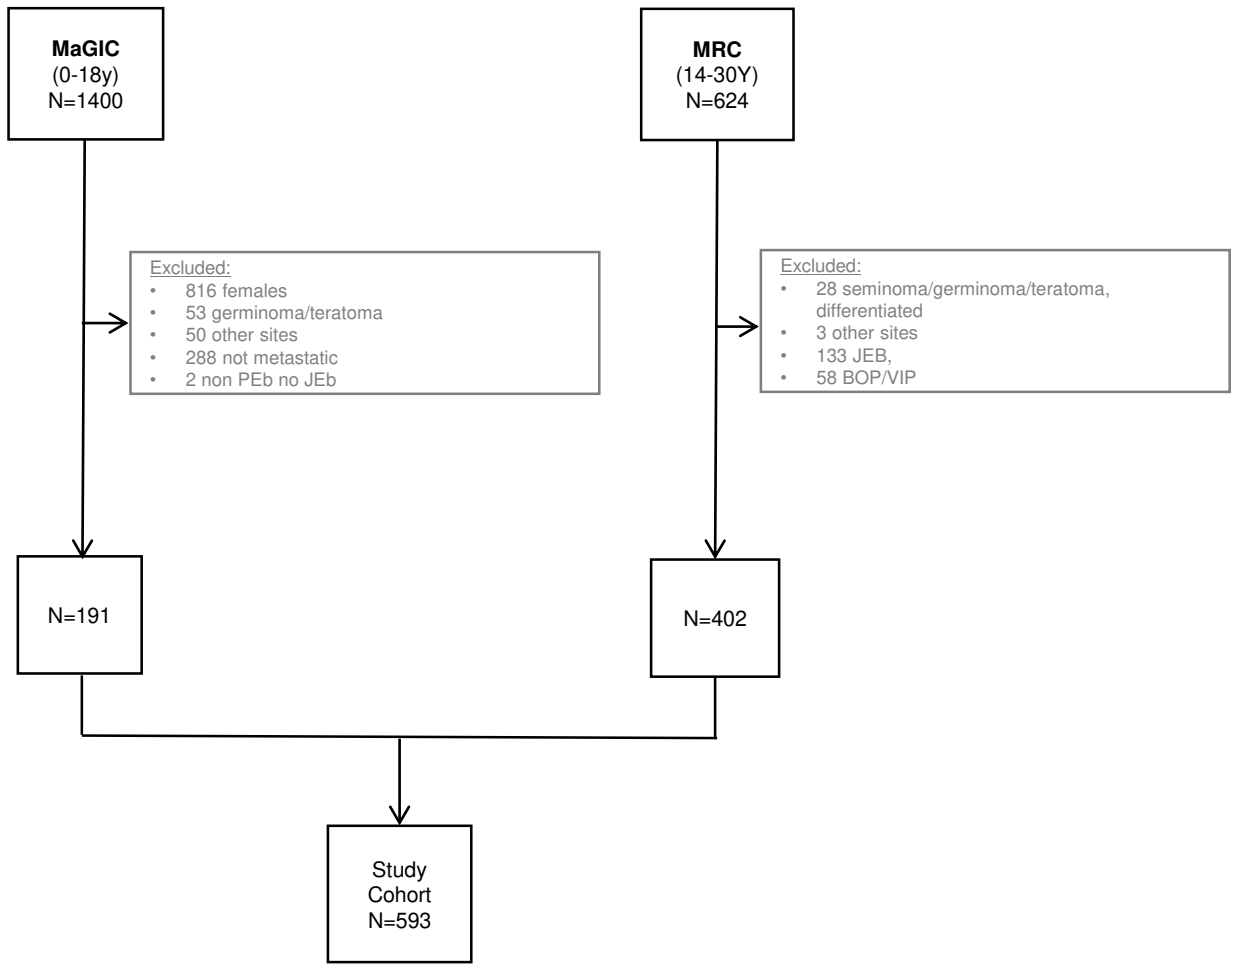 MaGIC
(0-18y)
N=1400
MRC
(14-30Y)
N=624
Excluded:
• 816 females
• 53 germinoma/teratoma
• 50 other sites
• 288 not metastatic
• 2 non PEb no JEb
Excluded:
• 28 seminoma/germinoma/teratoma,
differentiated
• 3 other sites
• 133 JEB,
• 58 BOP/VIP
N=191
N=402
Study
Cohort
N=593